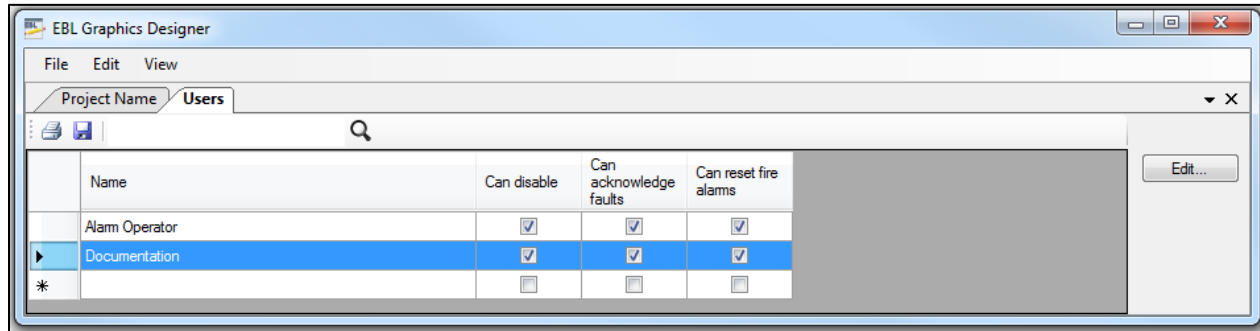 EBL Graphics Designer
File Edit View
Project Name Users
Name Can disable Can acknowledge faults Can reset fire alarms Edit...
Alarm Operator
Documentation